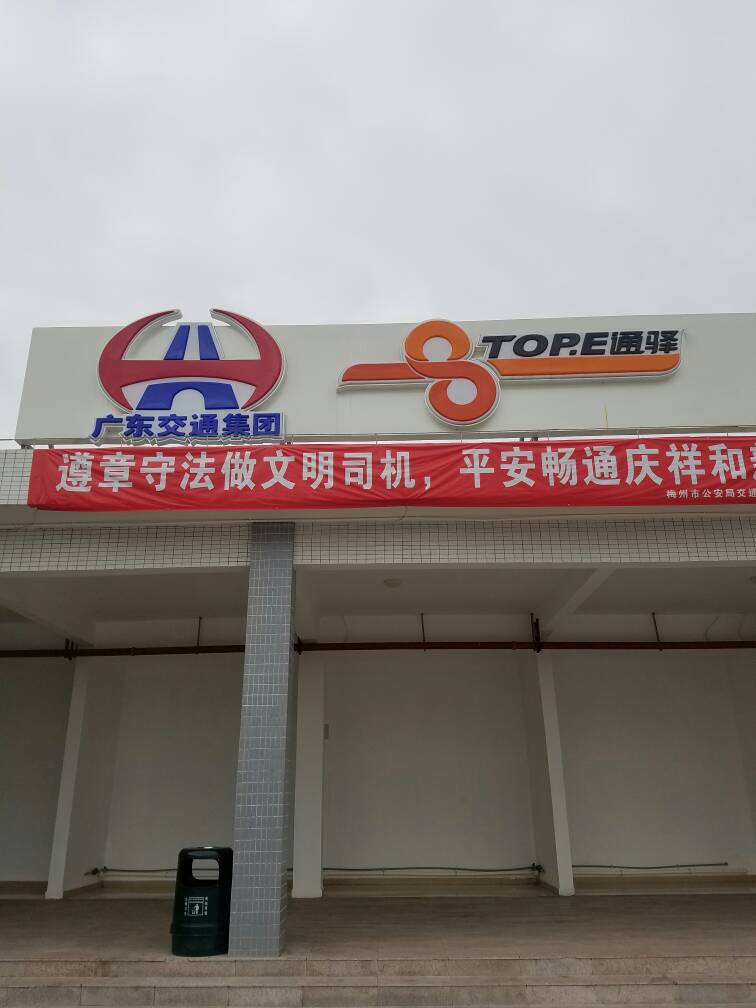 广东交通集团
TOP.E通驿
遵章守法做文明司机，平安畅通庆祥和
梅州市公安局交通